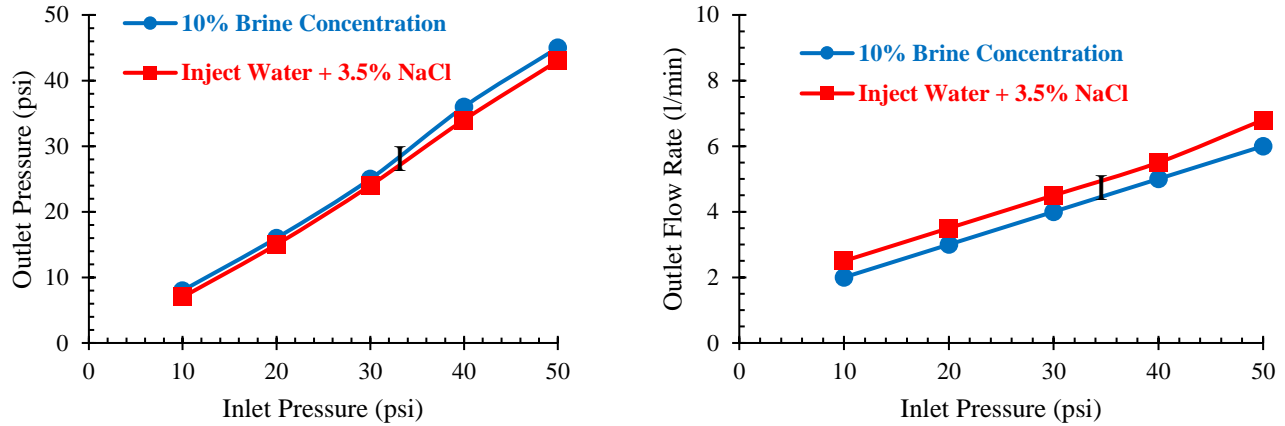 50
40
30
20
10
0
Outlet Pressure (psi)
10% Brine Concentration
Inject Water + 3.5% NaCl
I
0 10 20 30 40 50
Inlet Pressure (psi)
10
8
6
4
2
0
Outlet Flow Rate (l/min)
10% Brine Concentration
Inject Water + 3.5% NaCl
I
0 10 20 30 40 50
Inlet Pressure (psi)